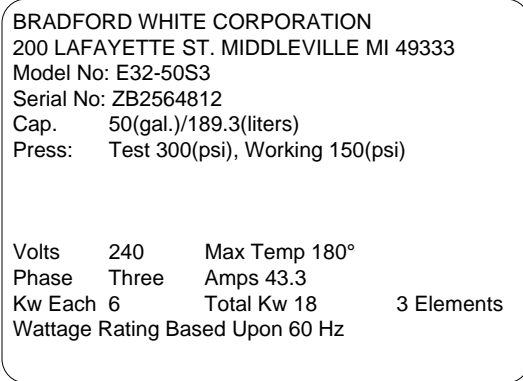 BRADFORD WHITE CORPORATION
200 LAFAYETTE ST. MIDDLEVILLE MI 49333
Model No: E32-50S3
Serial No: ZB2564812
Cap. 50(gal.)/189.3(liters)
Press: Test 300(psi), Working 150(psi)
Volts 240 Max Temp 180°
Phase Three Amps 43.3
Kw Each 6 Total Kw 18 3 Elements
Wattage Rating Based Upon 60 Hz